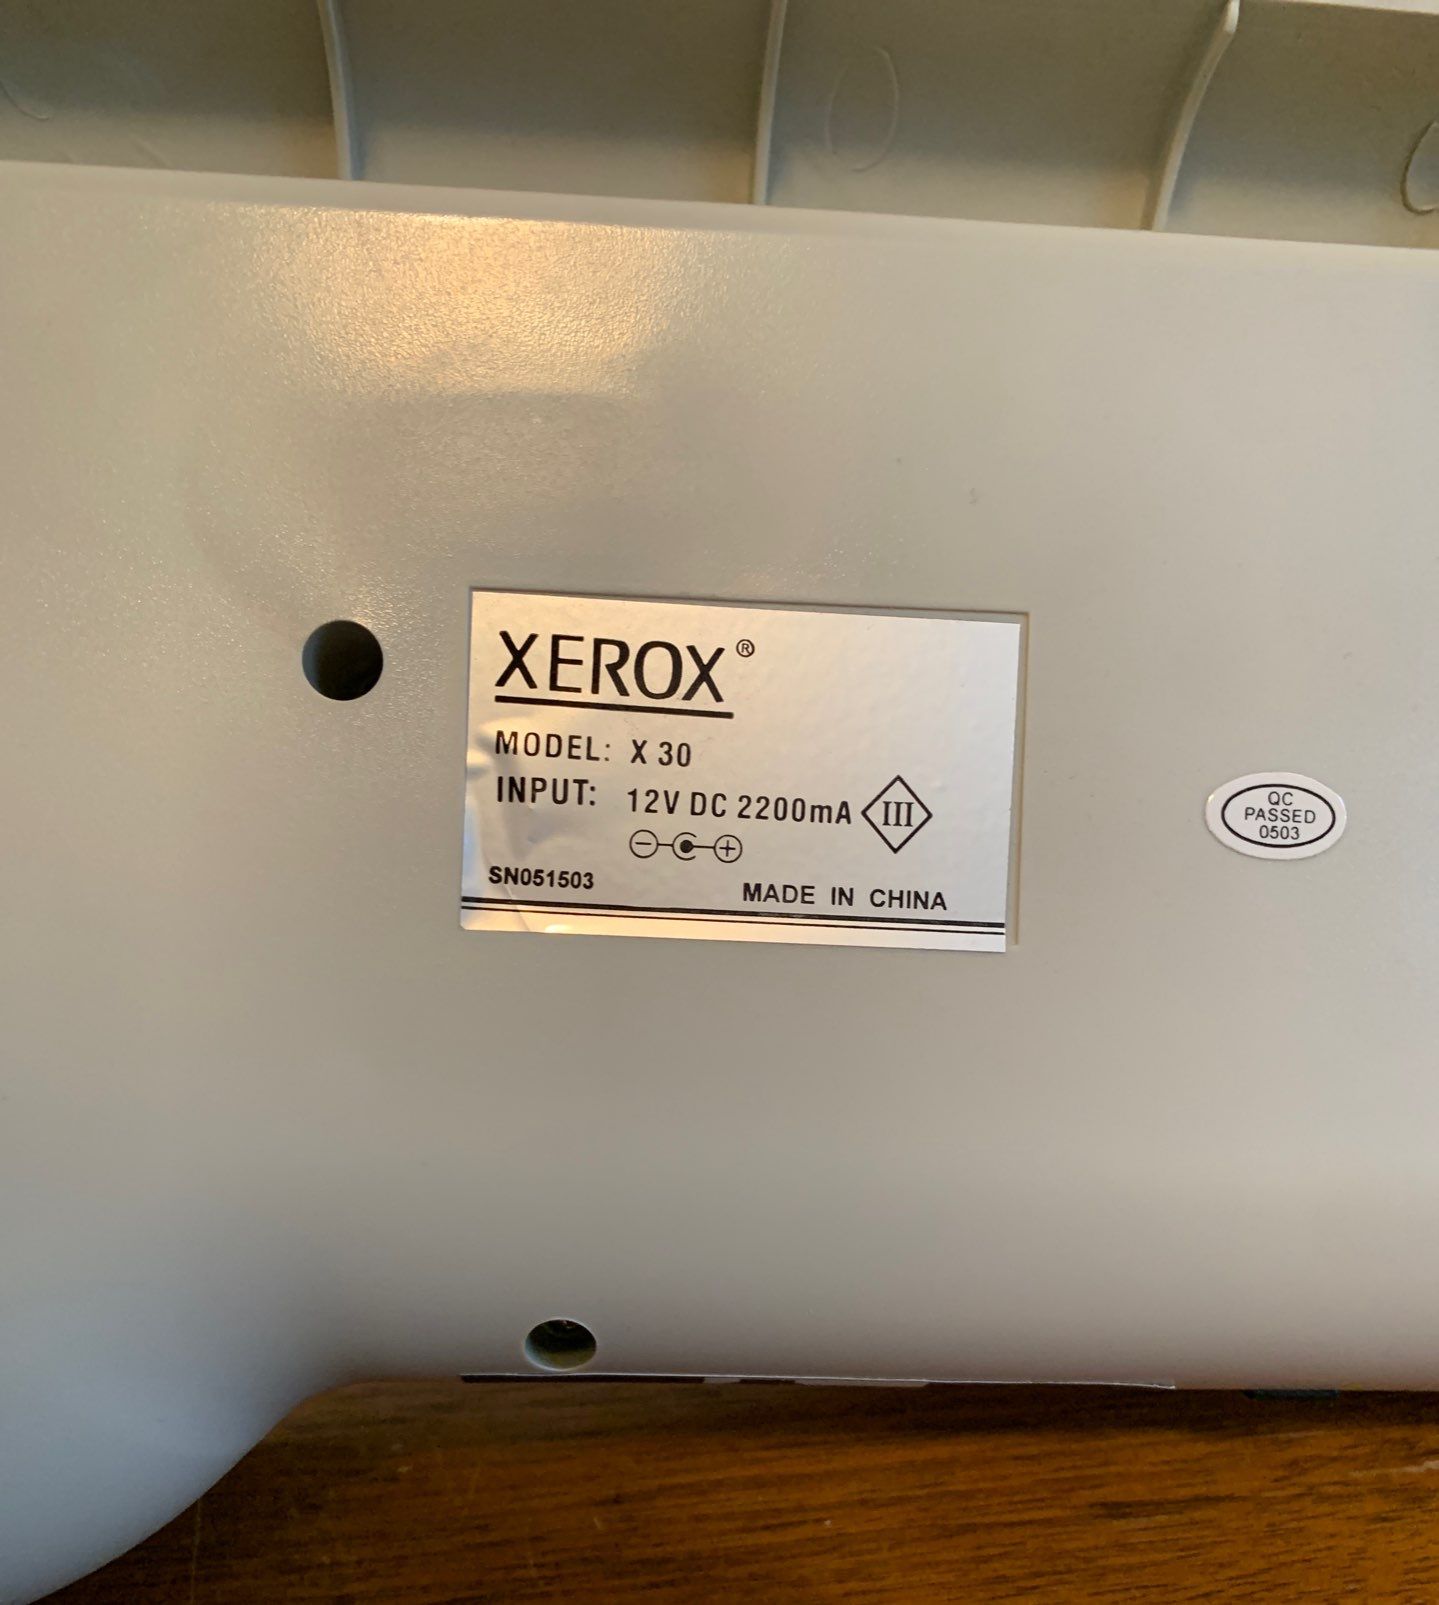 XEROX®
MODEL: X 30
INPUT: 12V DC 2200mA III
SN051503
MADE IN CHINA
QC
PASSED
0503